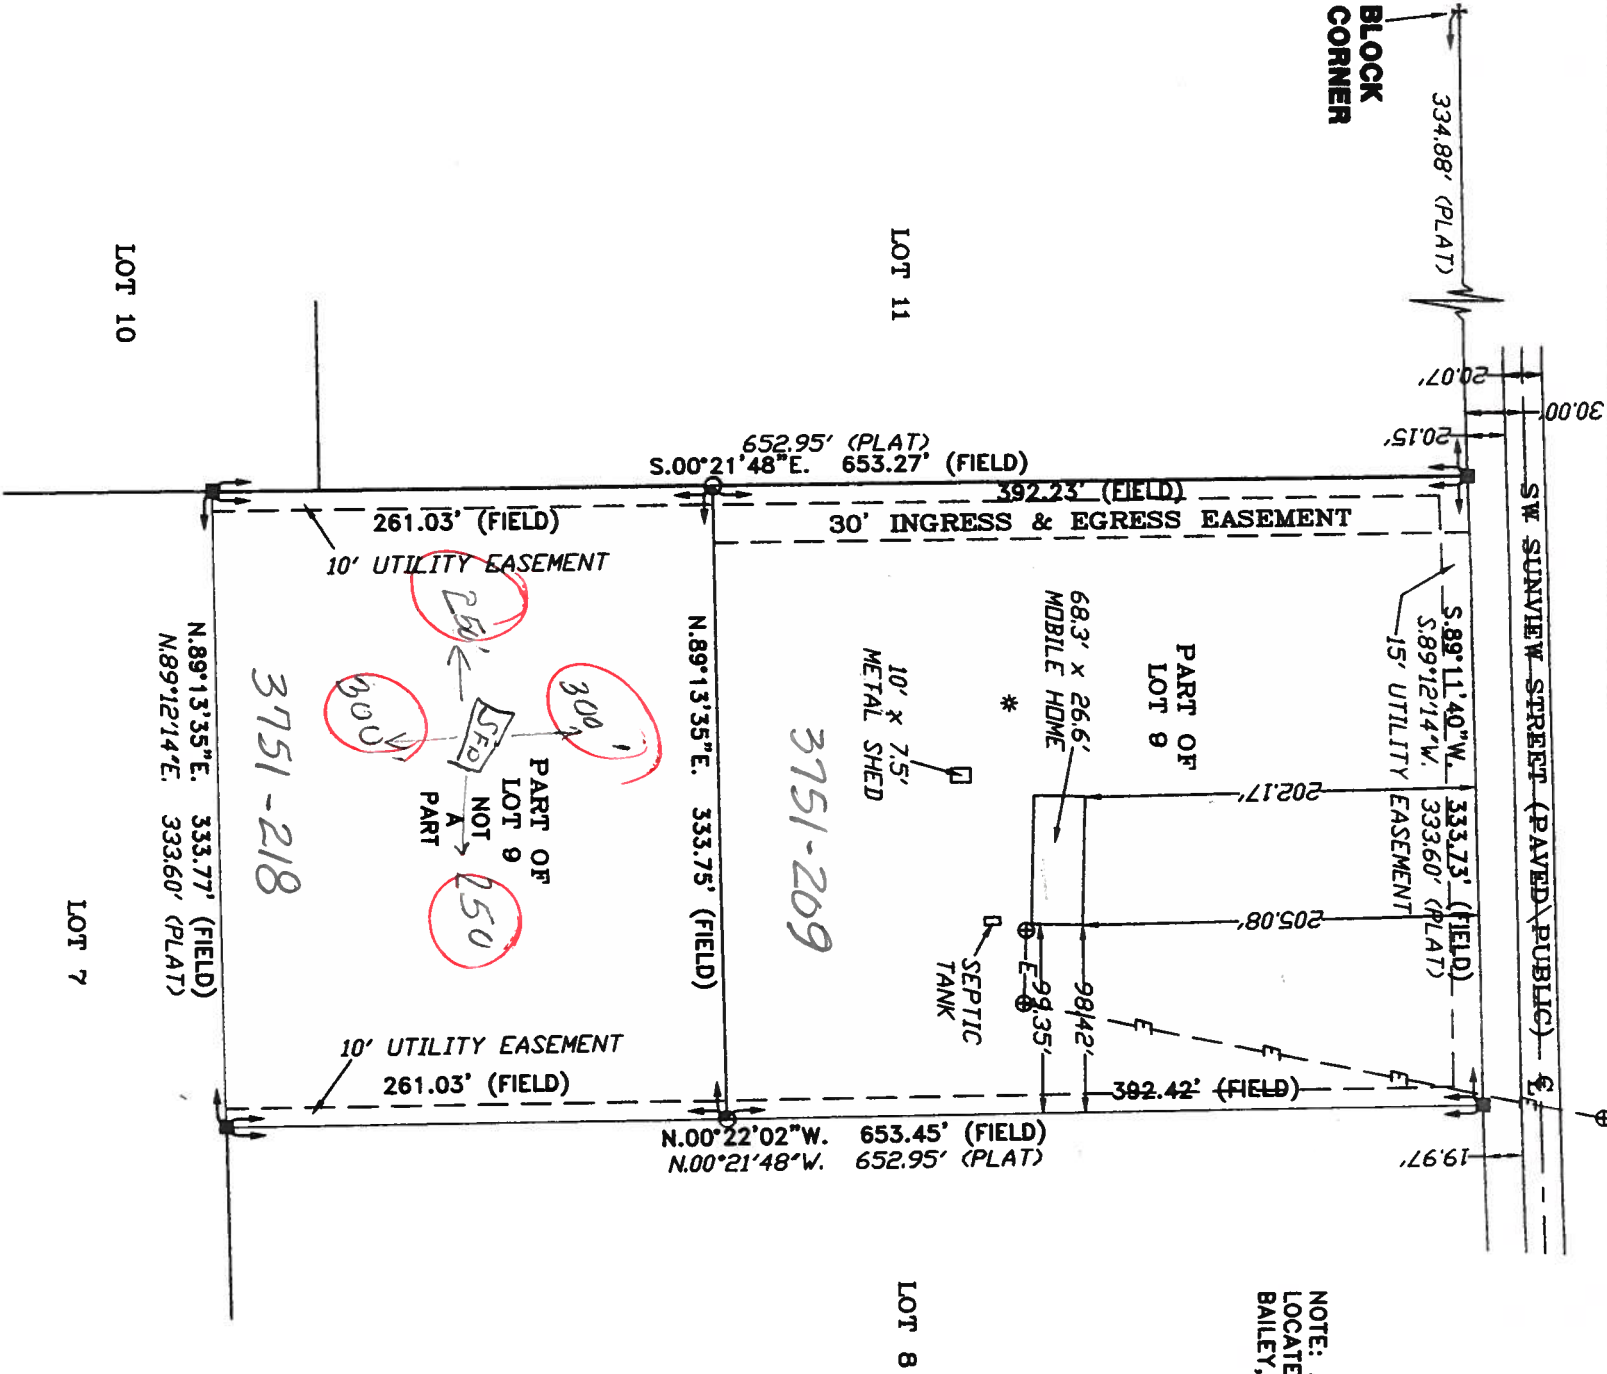 BLOCK
CORNER
334.88' (PLAT)
20.07'
30.00'
20.15'
SW SUNVIEW STREET (PAVED\PUBLIC) ℄
LOT 11
LOT 10
652.95' (PLAT)
S.00°21'48"E. 653.27' (FIELD)
392.23' (FIELD)
30' INGRESS & EGRESS EASEMENT
261.03' (FIELD)
10' UTILITY EASEMENT
S.89°11'40"W. 333.73' (FIELD)
S.89°12'14"W. 333.60' (PLAT)
15' UTILITY EASEMENT
PART OF
LOT 9
68.3' x 26.6'
MOBILE HOME
*
10' x 7.5'
METAL SHED
202.17'
205.08'
3751-209
SEPTIC
TANK
98.42'
99.35'
E
E
E
E
E
392.42' (FIELD)
19.97'
N.89°13'35"E. 333.75' (FIELD)
250'
300'
SFD
300'
250
PART OF
LOT 9
NOT
A
PART
3751-218
N.89°13'35"E. 333.77' (FIELD)
N.89°12'14"E. 333.60' (PLAT)
10' UTILITY EASEMENT
261.03' (FIELD)
N.00°22'02"W. 653.45' (FIELD)
N.00°21'48"W. 652.95' (PLAT)
LOT 7
LOT 8
NOTE:
LOCATE
BAILEY,